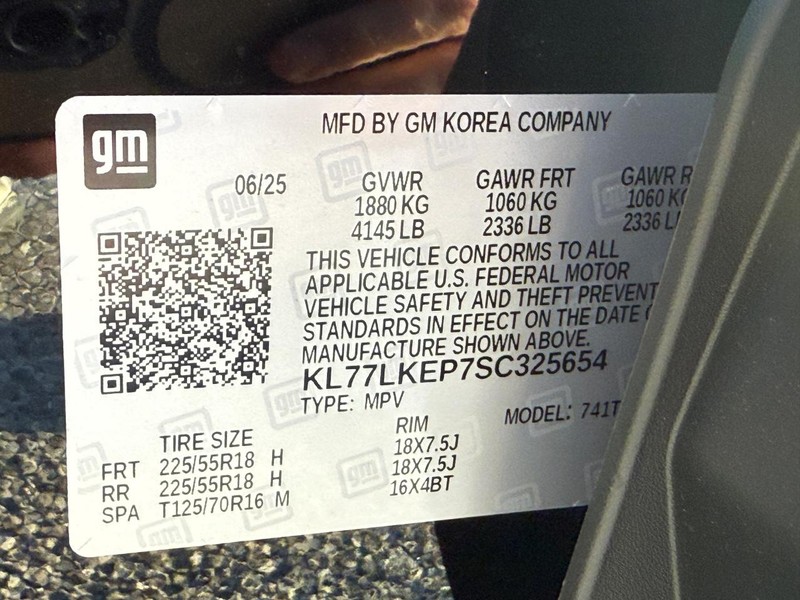 gm
MFD BY GM KOREA COMPANY
06/25 GVWR GAWR FRT GAWR R
1880 KG 1060 KG 1060 KG
4145 LB 2336 LB 2336 L
THIS VEHICLE CONFORMS TO ALL
APPLICABLE U.S. FEDERAL MOTOR
VEHICLE SAFETY AND THEFT PREVENT
STANDARDS IN EFFECT ON THE DATE
MANUFACTURE SHOWN ABOVE.
KL77LKEP7SC325654
TYPE: MPV MODEL: 741T
TIRE SIZE RIM
FRT 225/55R18 H 18X7.5J
RR 225/55R18 H 18X7.5J
SPA T125/70R16 M 16X4BT